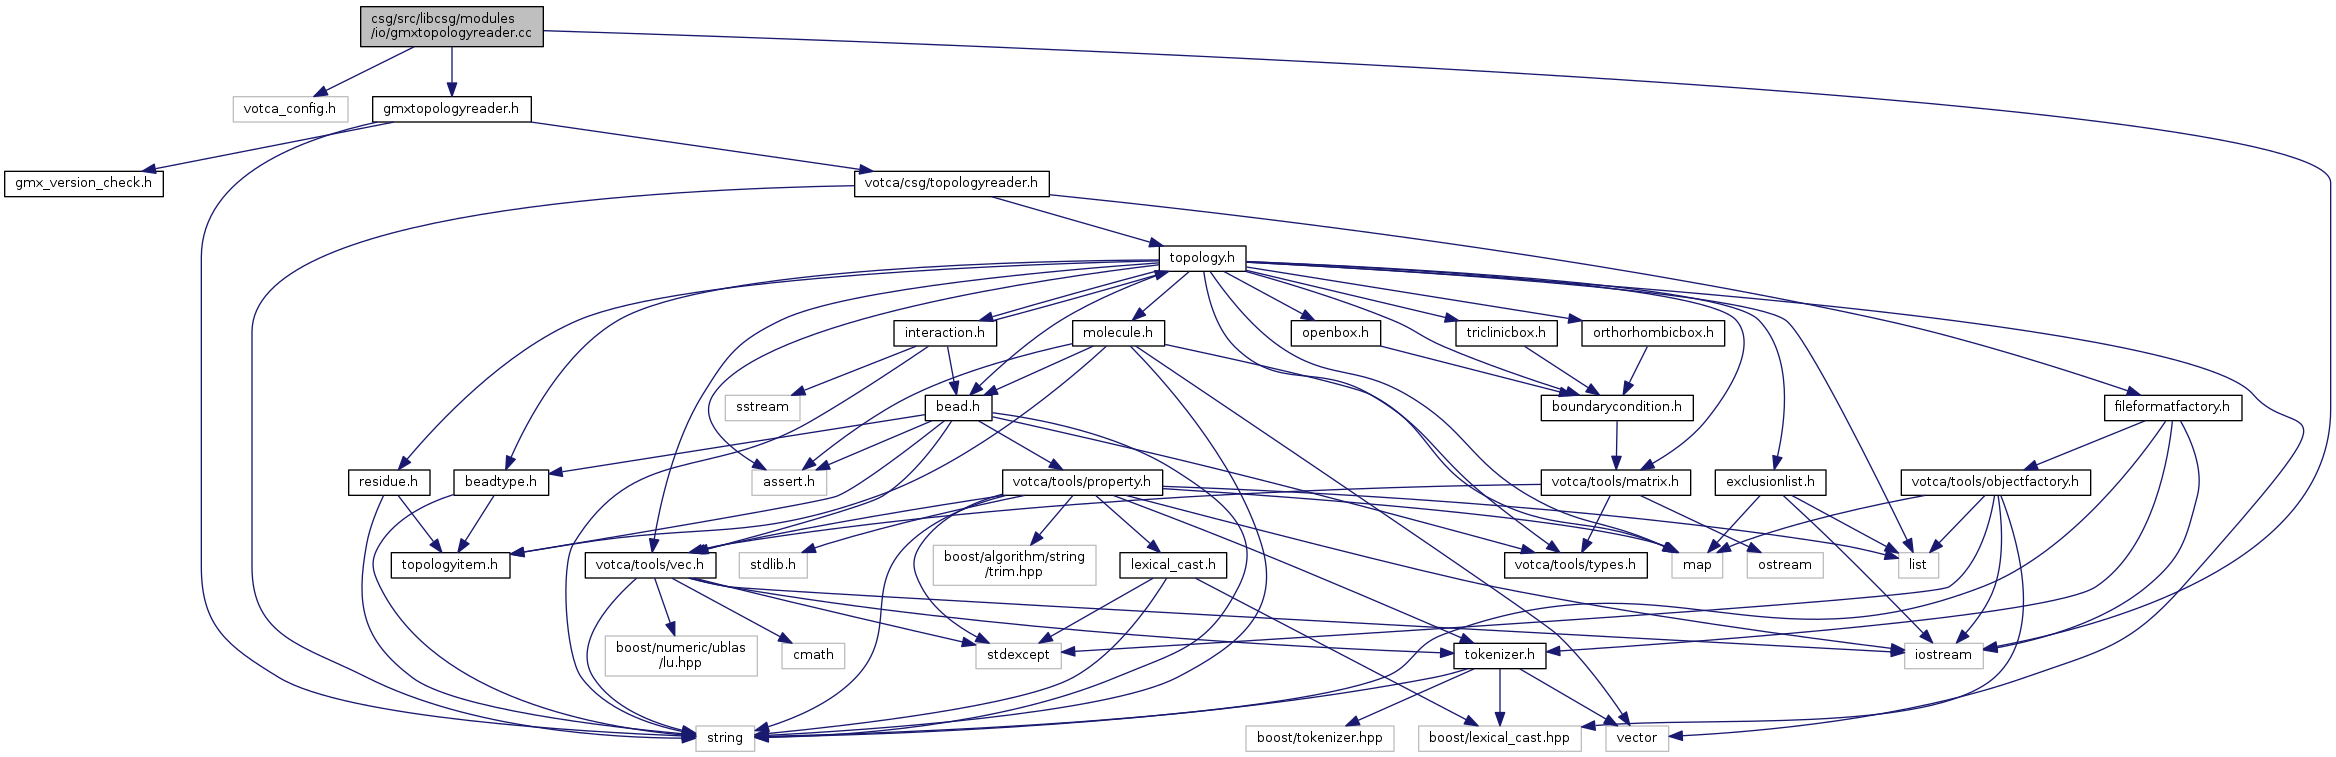 csg/src/libcsg/modules
/io/gmxtopologyreader.cc
votca_config.h
gmxtopologyreader.h
gmx_version_check.h
votca/csg/topologyreader.h
topology.h
interaction.h
molecule.h
openbox.h
triclinicbox.h
orthorhombicbox.h
sstream
bead.h
boundarycondition.h
fileformatfactory.h
residue.h
beadtype.h
assert.h
votca/tools/property.h
votca/tools/matrix.h
exclusionlist.h
votca/tools/objectfactory.h
topologyitem.h
votca/tools/vec.h
stdlib.h
boost/algorithm/string
/trim.hpp
lexical_cast.h
votca/tools/types.h
map
ostream
list
boost/numeric/ublas
/lu.hpp
cmath
stdexcept
tokenizer.h
iostream
string
boost/tokenizer.hpp
boost/lexical_cast.hpp
vector